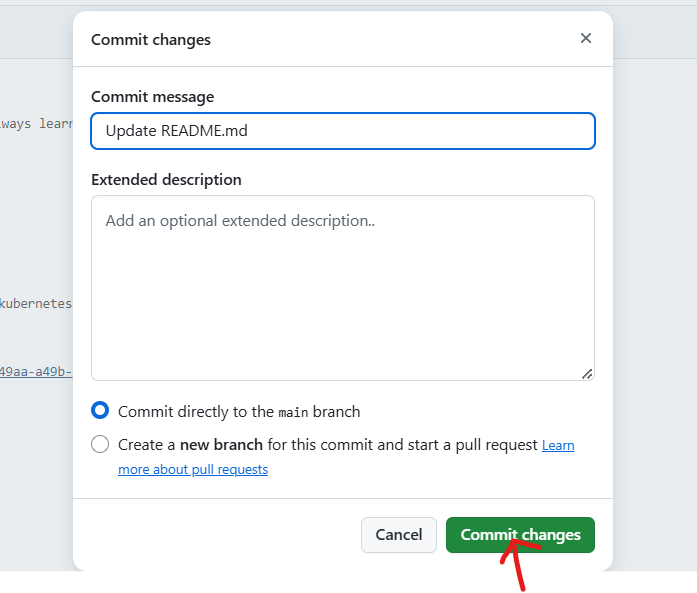 Commit changes
Commit message
ways learn
Update README.md
Extended description
Add an optional extended description..
kubernetes
49aa-a49b-
Commit directly to the main branch
Create a new branch for this commit and start a pull request Learn
more about pull requests
Cancel
Commit changes